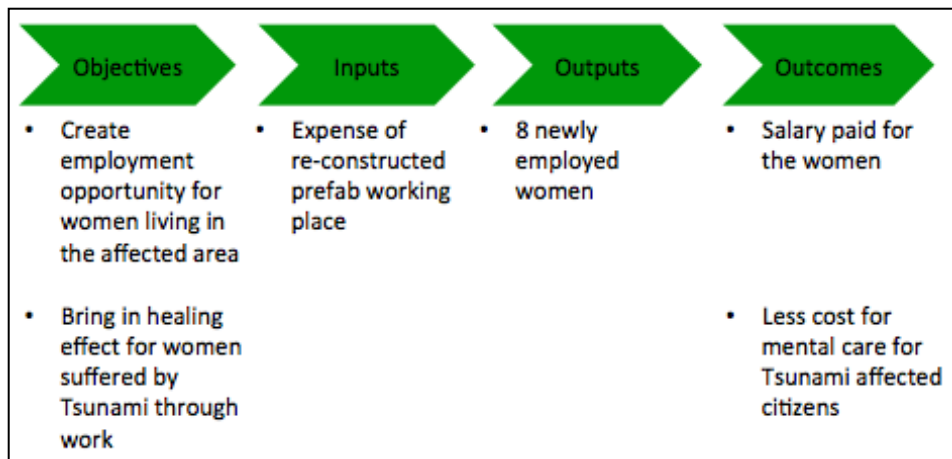 Objectives
Inputs
Outputs
Outcomes
• Create
employment
opportunity for
women living in
the affected area
• Bring in healing
effect for women
suffered by
Tsunami through
work
• Expense of
re-constructed
prefab working
place
• 8 newly
employed
women
• Salary paid for
the women
• Less cost for
mental care for
Tsunami affected
citizens